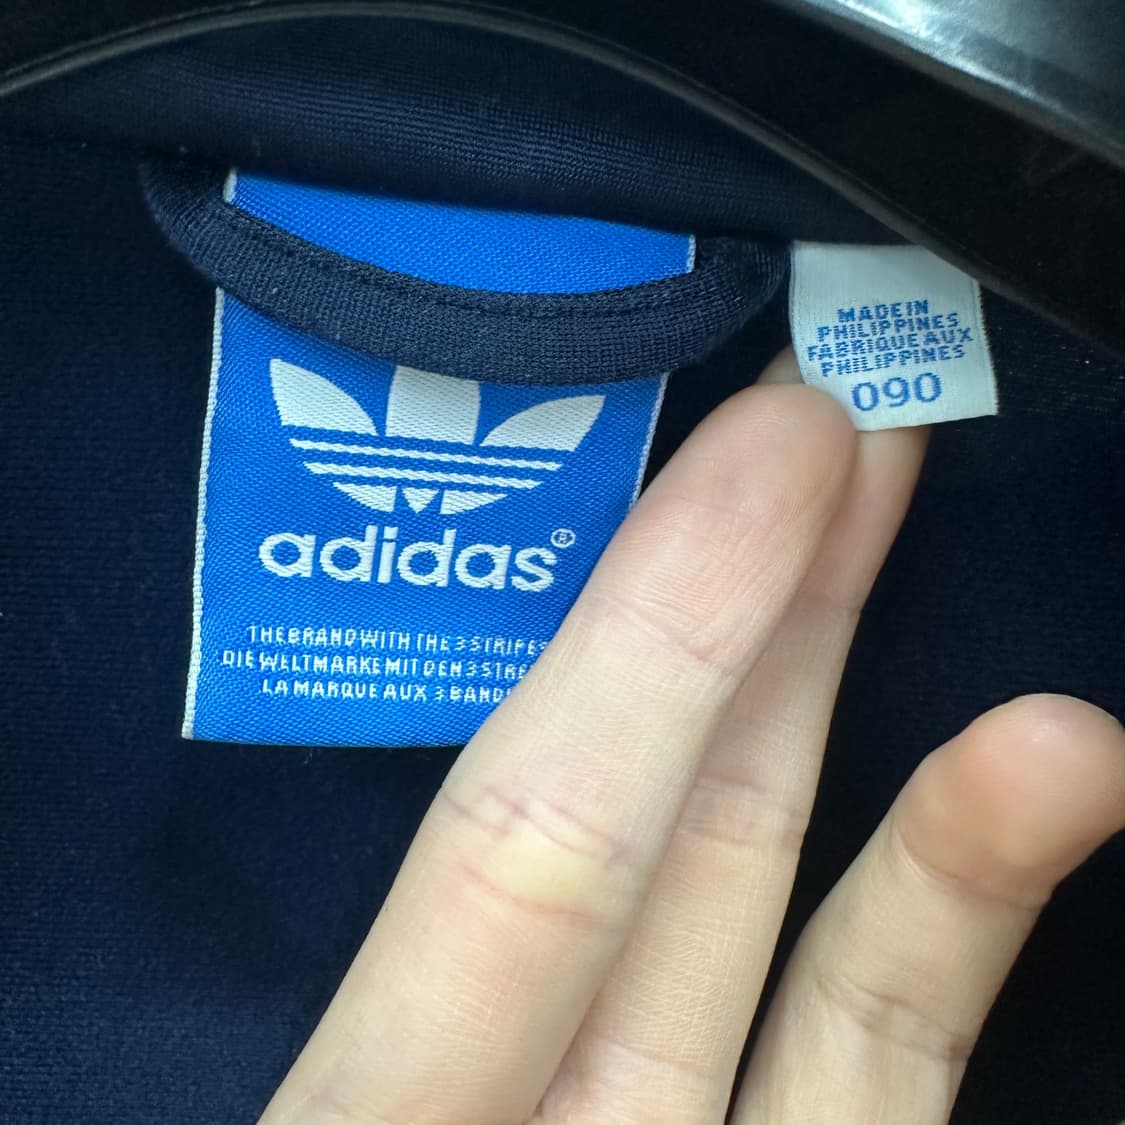 adidas®
THE BRAND WITH THE 3 STRIPES
DIE WELTMARKE MIT DEN 3
LA MARQUE AUX 3
MADE IN
PHILIPPINES
FABRIQUE AUX
PHILIPPINES
090